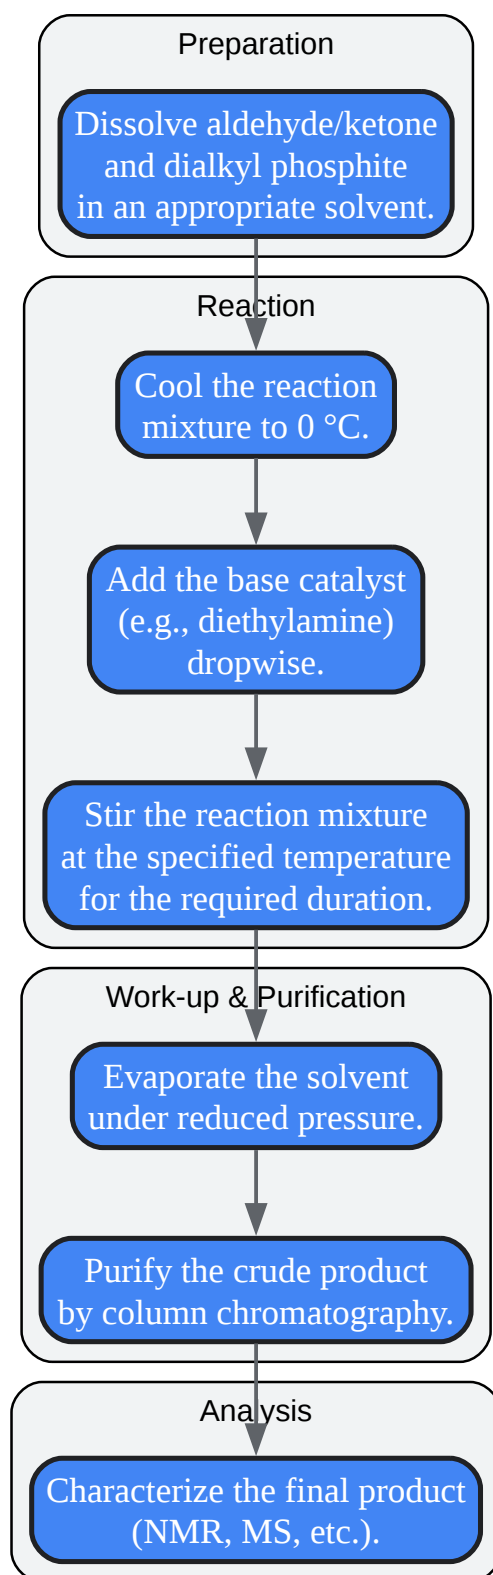 Preparation
Dissolve aldehyde/ketone
and dialkyl phosphite
in an appropriate solvent.
Reaction
Cool the reaction
mixture to 0 °C.
Add the base catalyst
(e.g., diethylamine)
dropwise.
Stir the reaction mixture
at the specified temperature
for the required duration.
Work-up & Purification
Evaporate the solvent
under reduced pressure.
Purify the crude product
by column chromatography.
Analysis
Characterize the final product
(NMR, MS, etc.).